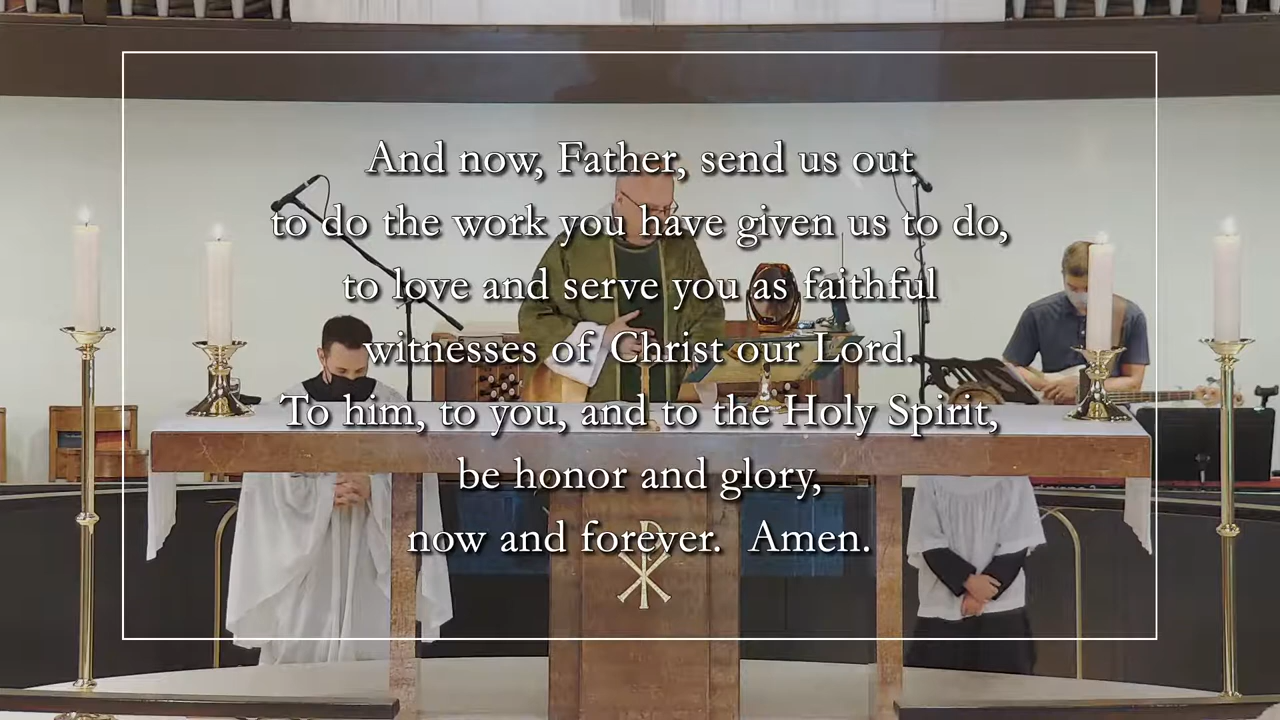 And now, Father, send us out
to do the work you have given us to do,
to love and serve you as faithful
witnesses of Christ our Lord.
To him, to you, and to the Holy Spirit,
be honor and glory,
now and forever.  Amen.